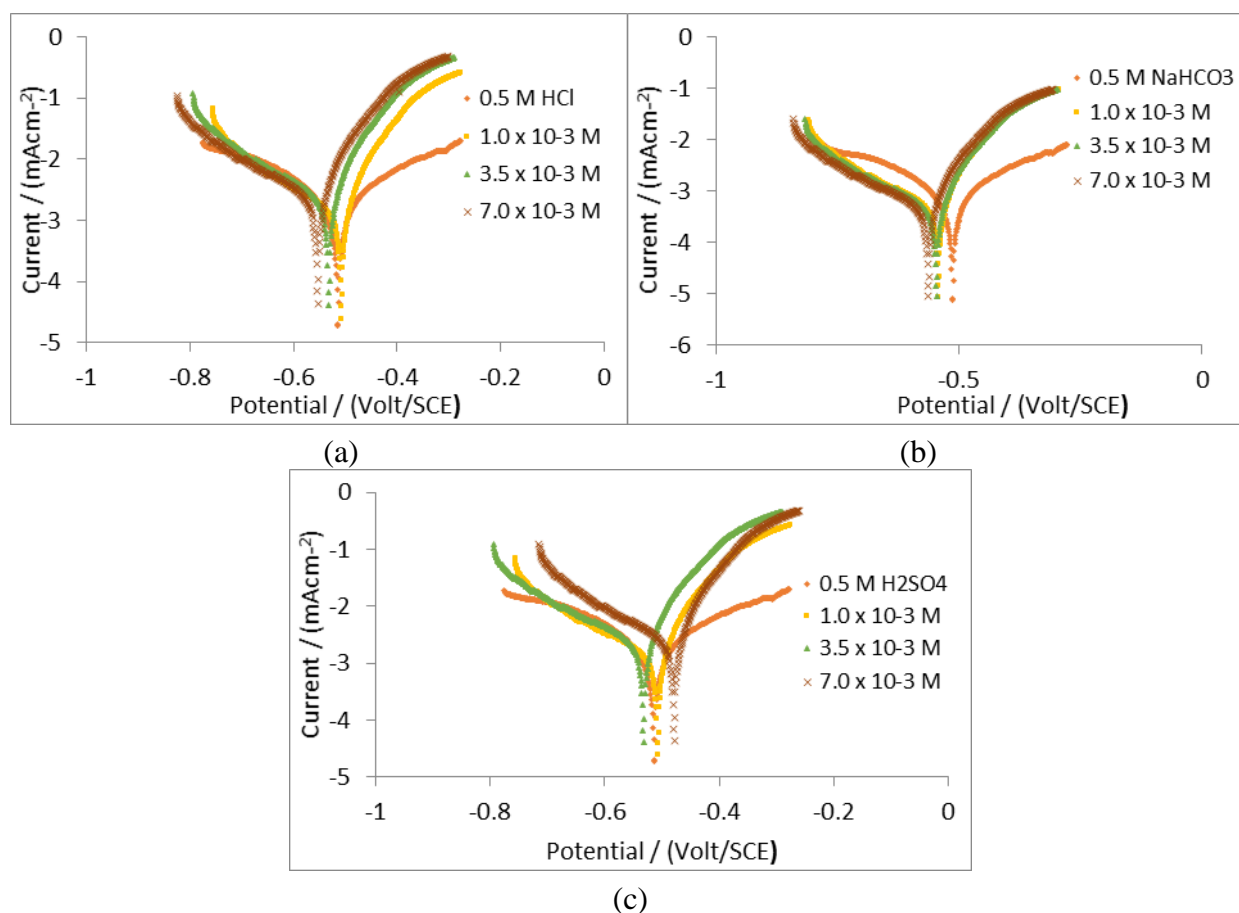 0
-1
-2
-3
-4
-5
-1
-0.8
-0.6
-0.4
-0.2
0
Current / (mAcm-²)
Potential / (Volt/SCE)
0.5 M HCl
1.0 x 10-3 M
3.5 x 10-3 M
7.0 x 10-3 M
(a)
0
-1
-2
-3
-4
-5
-6
-1
-0.5
0
Current / (mAcm-²)
Potential / (Volt/SCE)
0.5 M NaHCO3
1.0 x 10-3 M
3.5 x 10-3 M
7.0 x 10-3 M
(b)
0
-1
-2
-3
-4
-5
-1
-0.8
-0.6
-0.4
-0.2
0
Current / (mAcm-²)
Potential / (Volt/SCE)
0.5 M H2SO4
1.0 x 10-3 M
3.5 x 10-3 M
7.0 x 10-3 M
(c)